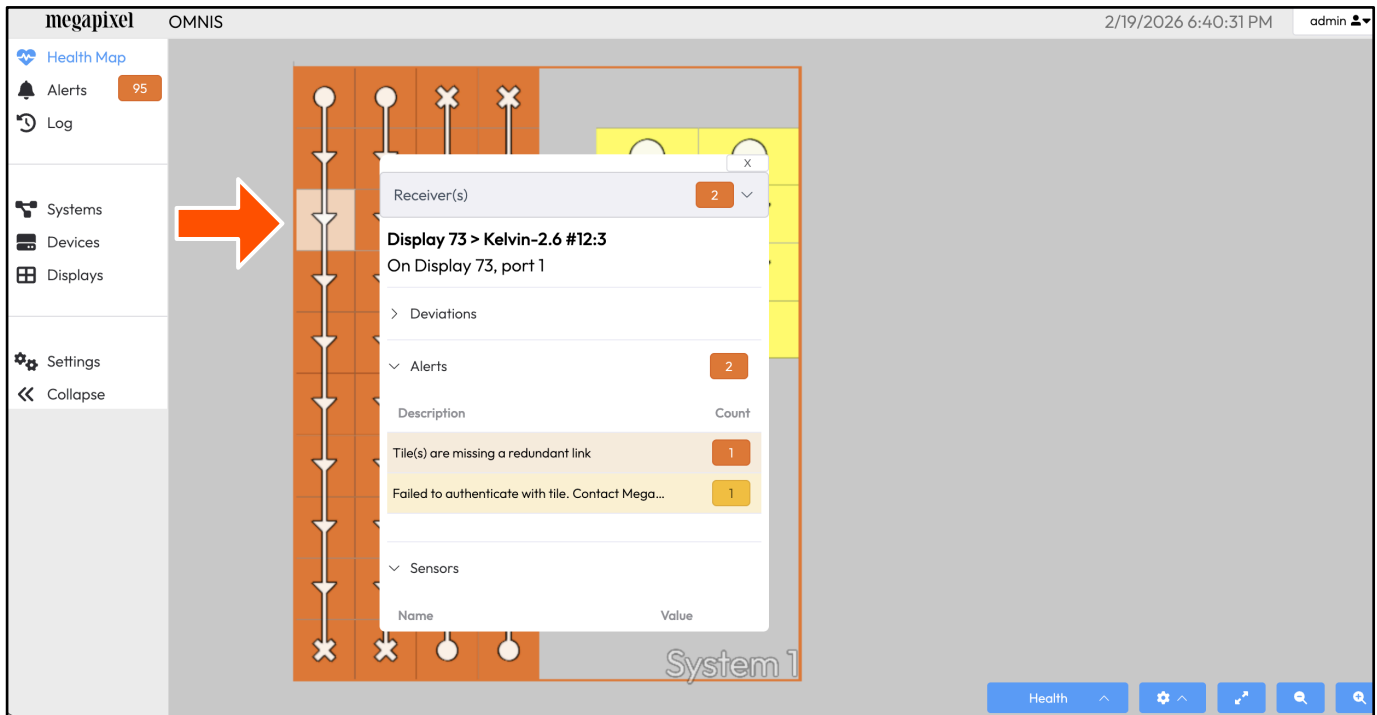 megapixel OMNIS 2/19/2026 6:40:31 PM admin
Health Map
Alerts 95
Log
Systems
Devices
Displays
Settings
Collapse
X
Receiver(s) 2
Display 73 > Kelvin-2.6 #12:3
On Display 73, port 1
Deviations
Alerts 2
Description Count
Tile(s) are missing a redundant link 1
Failed to authenticate with tile. Contact Mega... 1
Sensors
Name Value
System 1
Health